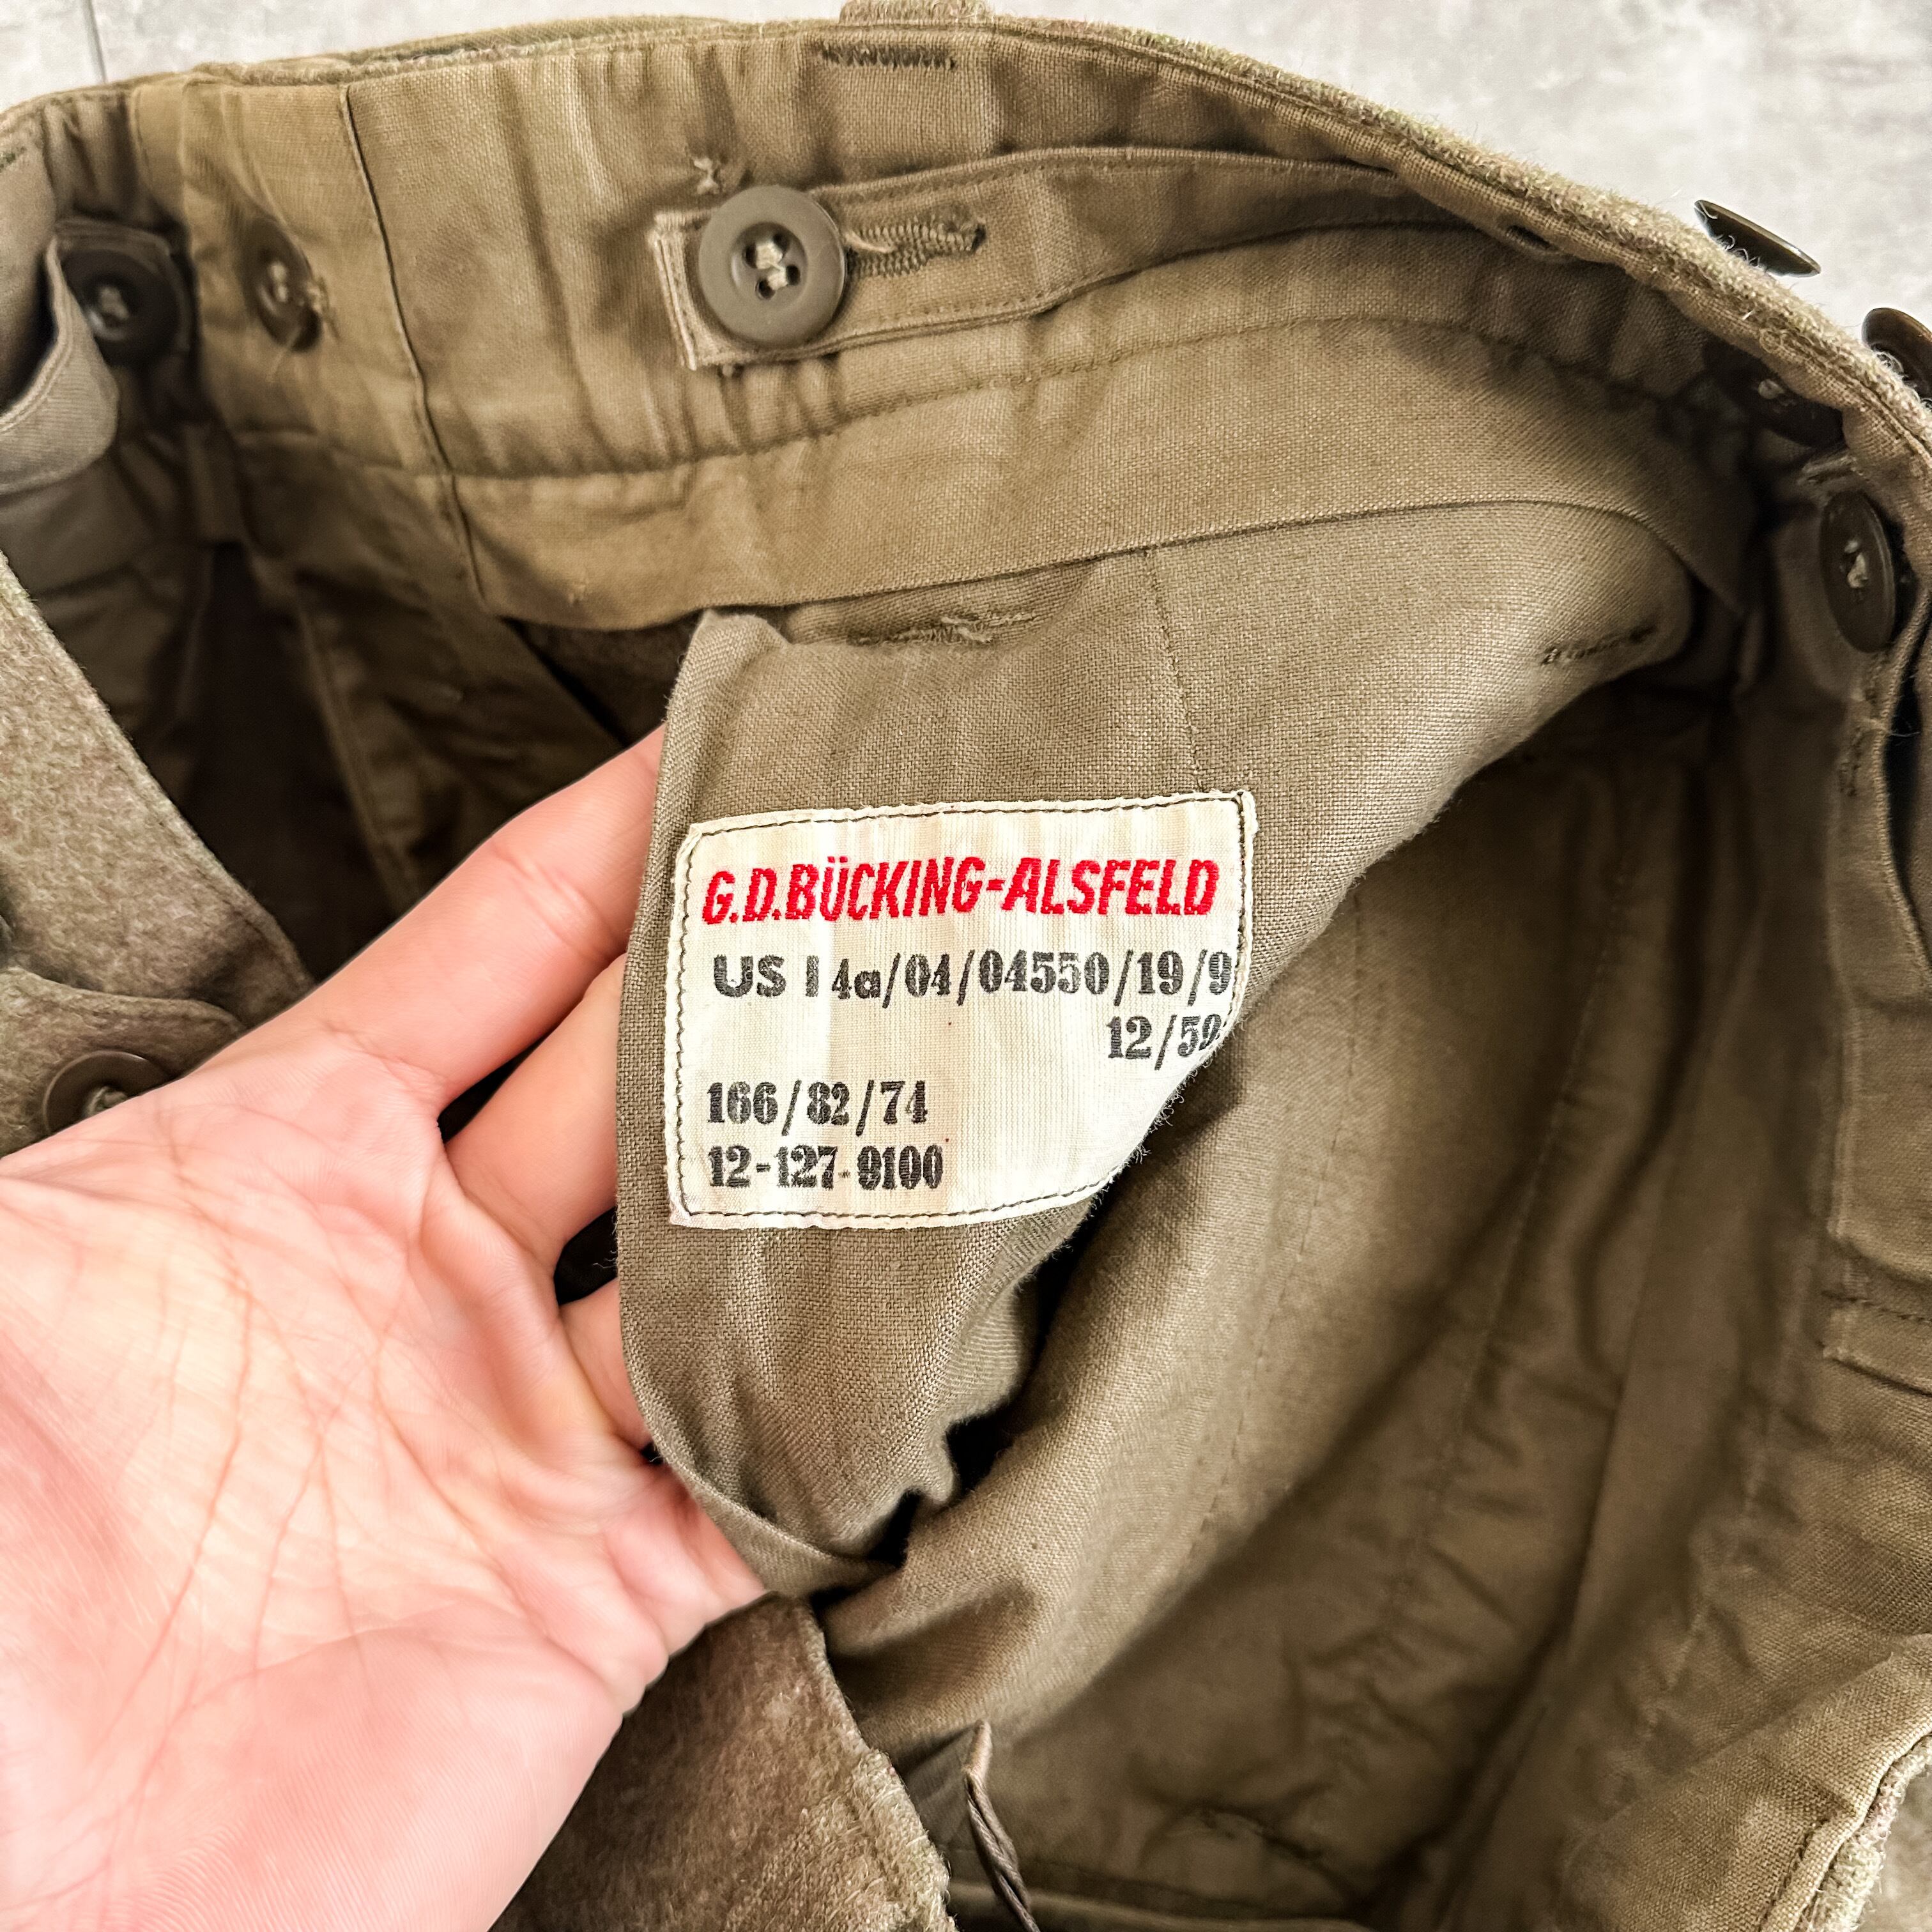 G.D.BÜCKING-ALSFELD
US I 4a/04/04550/19/9
12/59
166/82/74
12-127-9100